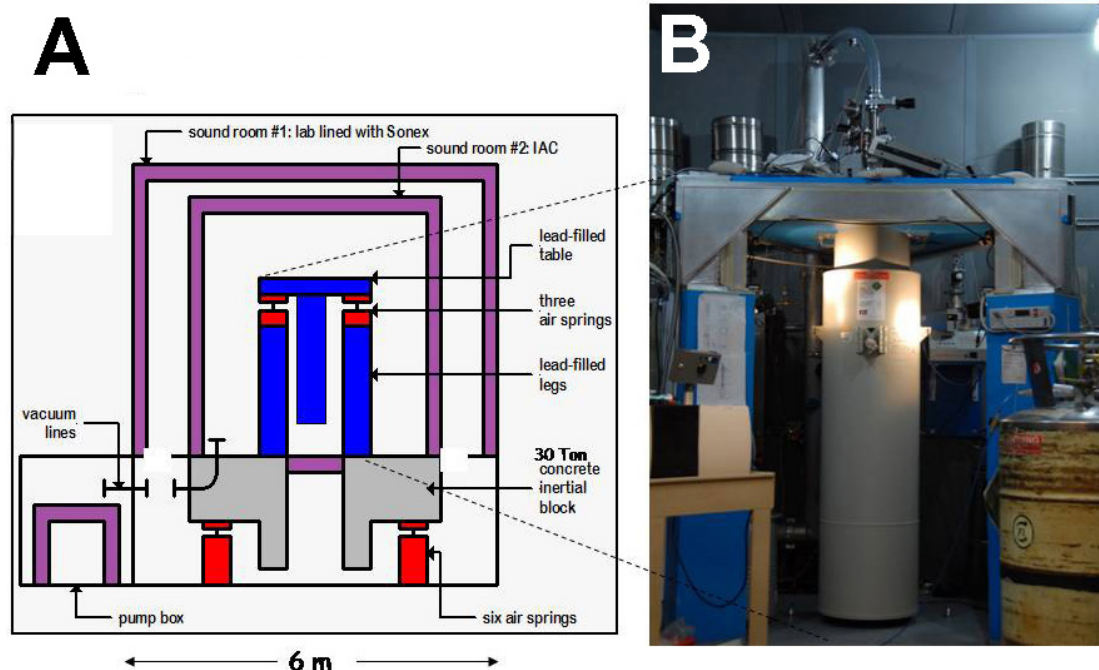 A
B
sound room #1: lab lined with Sonex
sound room #2: IAC
lead-filled
table
three
air springs
lead-filled
legs
vacuum
lines
30 Ton
concrete
inertial
block
pump box
six air springs
6 m